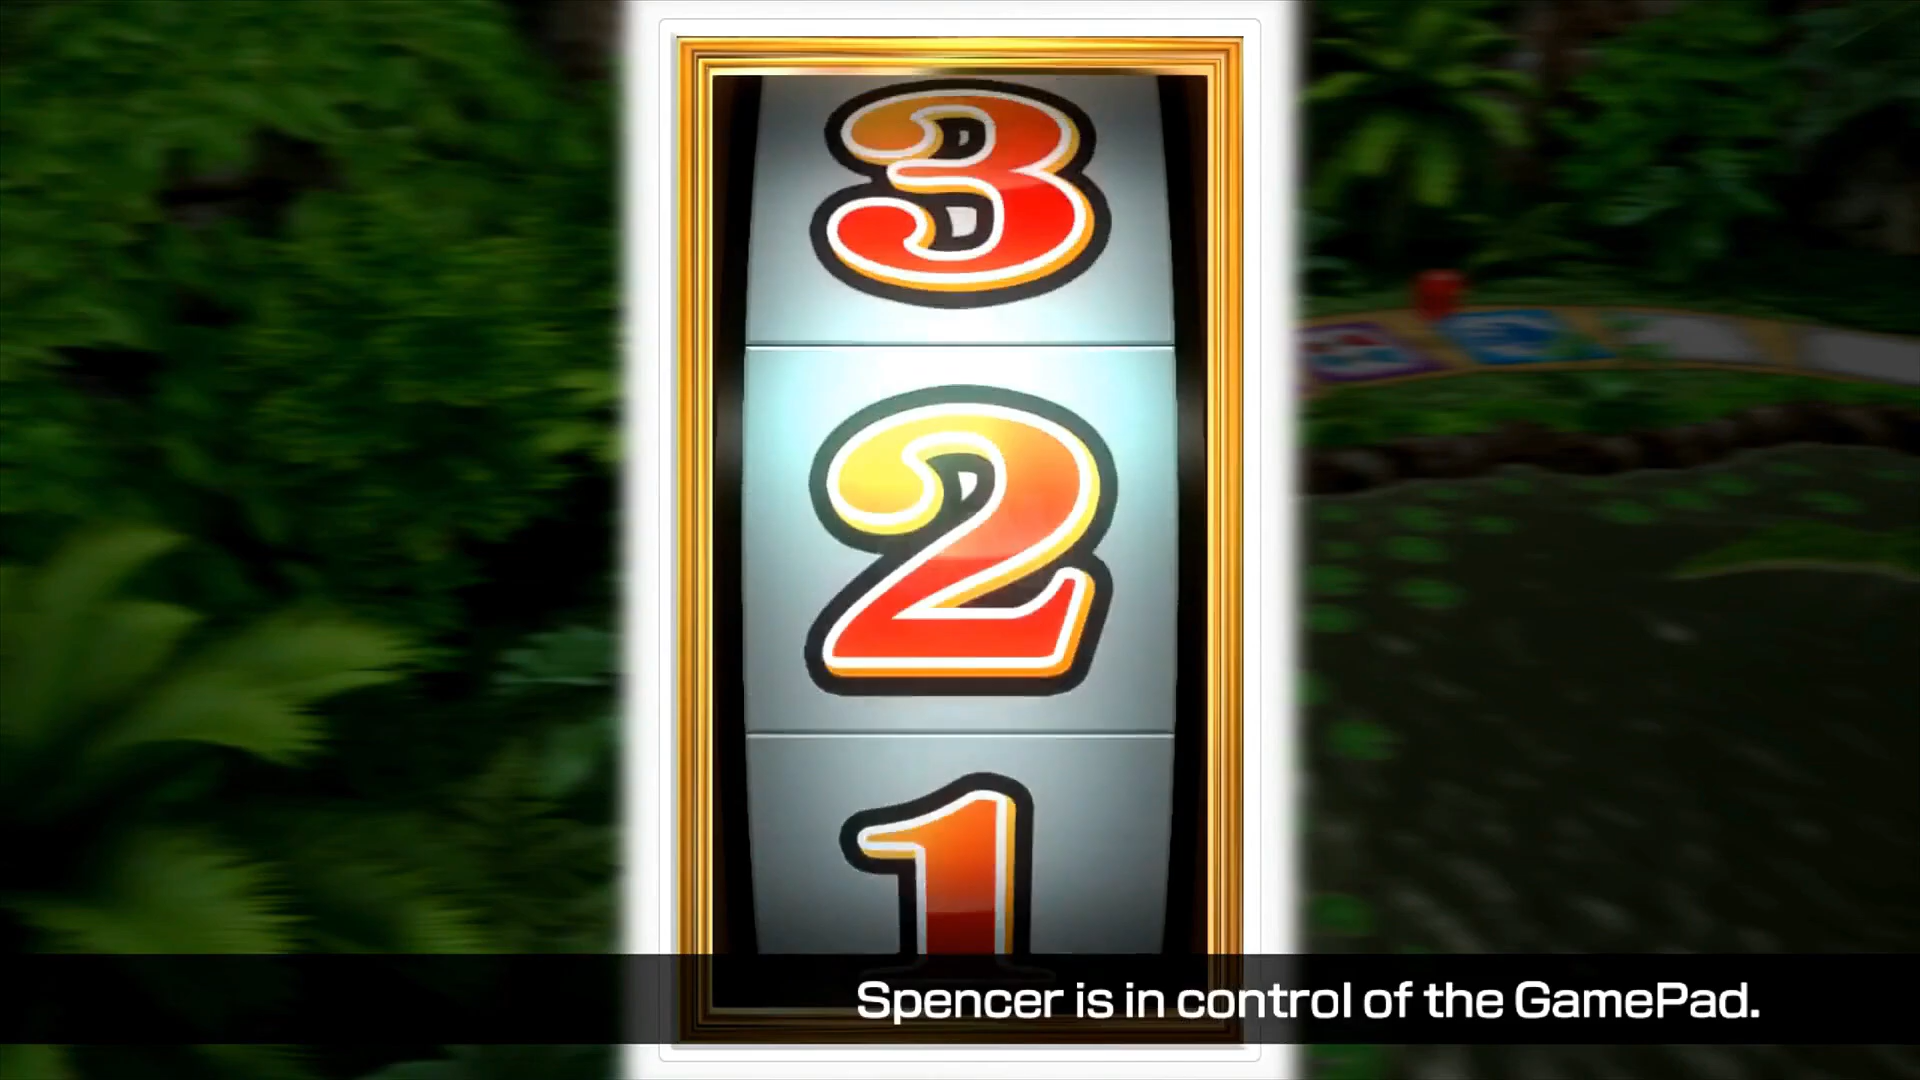 3
2
1
Spencer is in control of the GamePad.